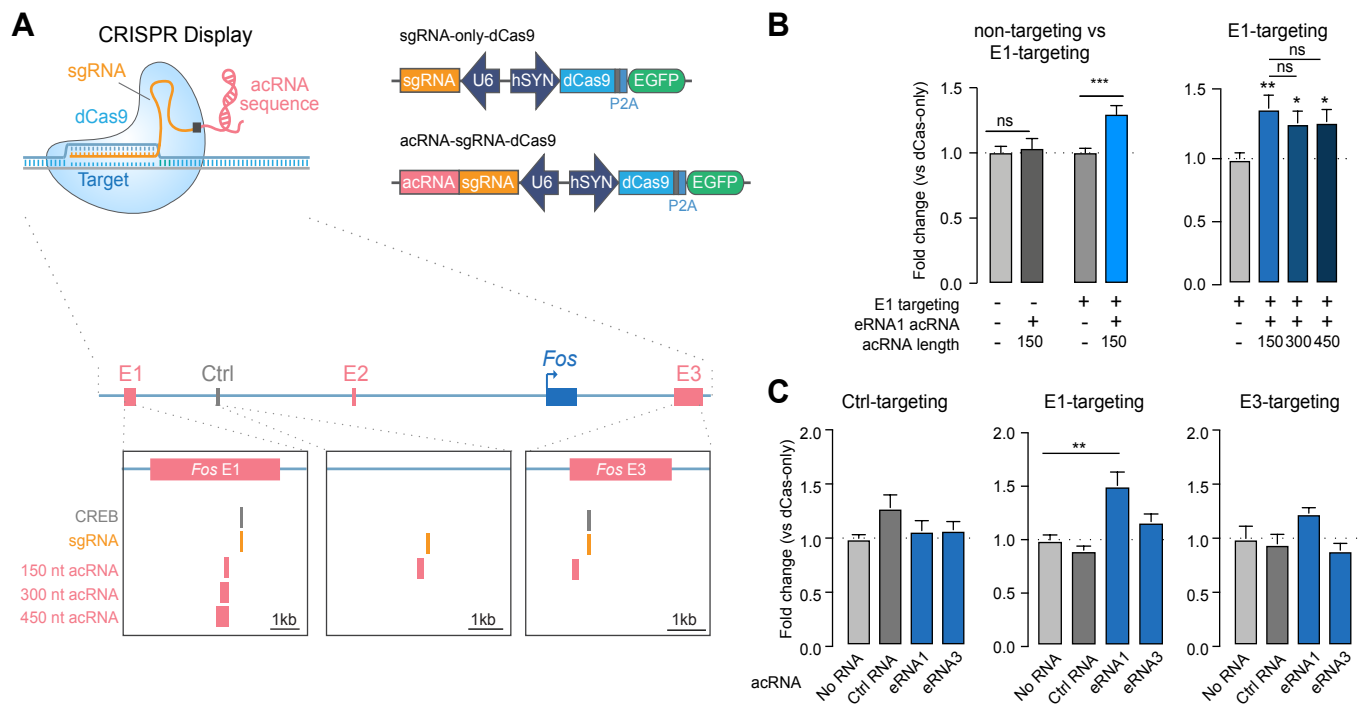 A
CRISPR Display
sgRNA
acRNA
sequence
dCas9
Target
sgRNA-only-dCas9
sgRNA U6 hSYN dCas9 EGFP
P2A
acRNA-sgRNA-dCas9
acRNA sgRNA U6 hSYN dCas9 EGFP
P2A
E1 Ctrl E2 Fos E3
Fos E1 Fos E3
CREB
sgRNA
150 nt acRNA
300 nt acRNA
450 nt acRNA
1kb 1kb 1kb
B
non-targeting vs
E1-targeting
Fold change (vs dCas-only)
1.5
1.0
0.5
0.0
ns
***
E1 targeting - - + +
eRNA1 acRNA - + - +
acRNA length - 150 - 150
E1-targeting
1.5
1.0
0.5
0.0
ns
ns
** * *
+ + + +
- + + +
- 150 300 450
C
Ctrl-targeting
Fold change (vs dCas-only)
2.0
1.5
1.0
0.5
0.0
acRNA
No RNA Ctrl RNA eRNA1 eRNA3
E1-targeting
2.0
1.5
1.0
0.5
0.0
**
No RNA Ctrl RNA eRNA1 eRNA3
E3-targeting
2.0
1.5
1.0
0.5
0.0
No RNA Ctrl RNA eRNA1 eRNA3